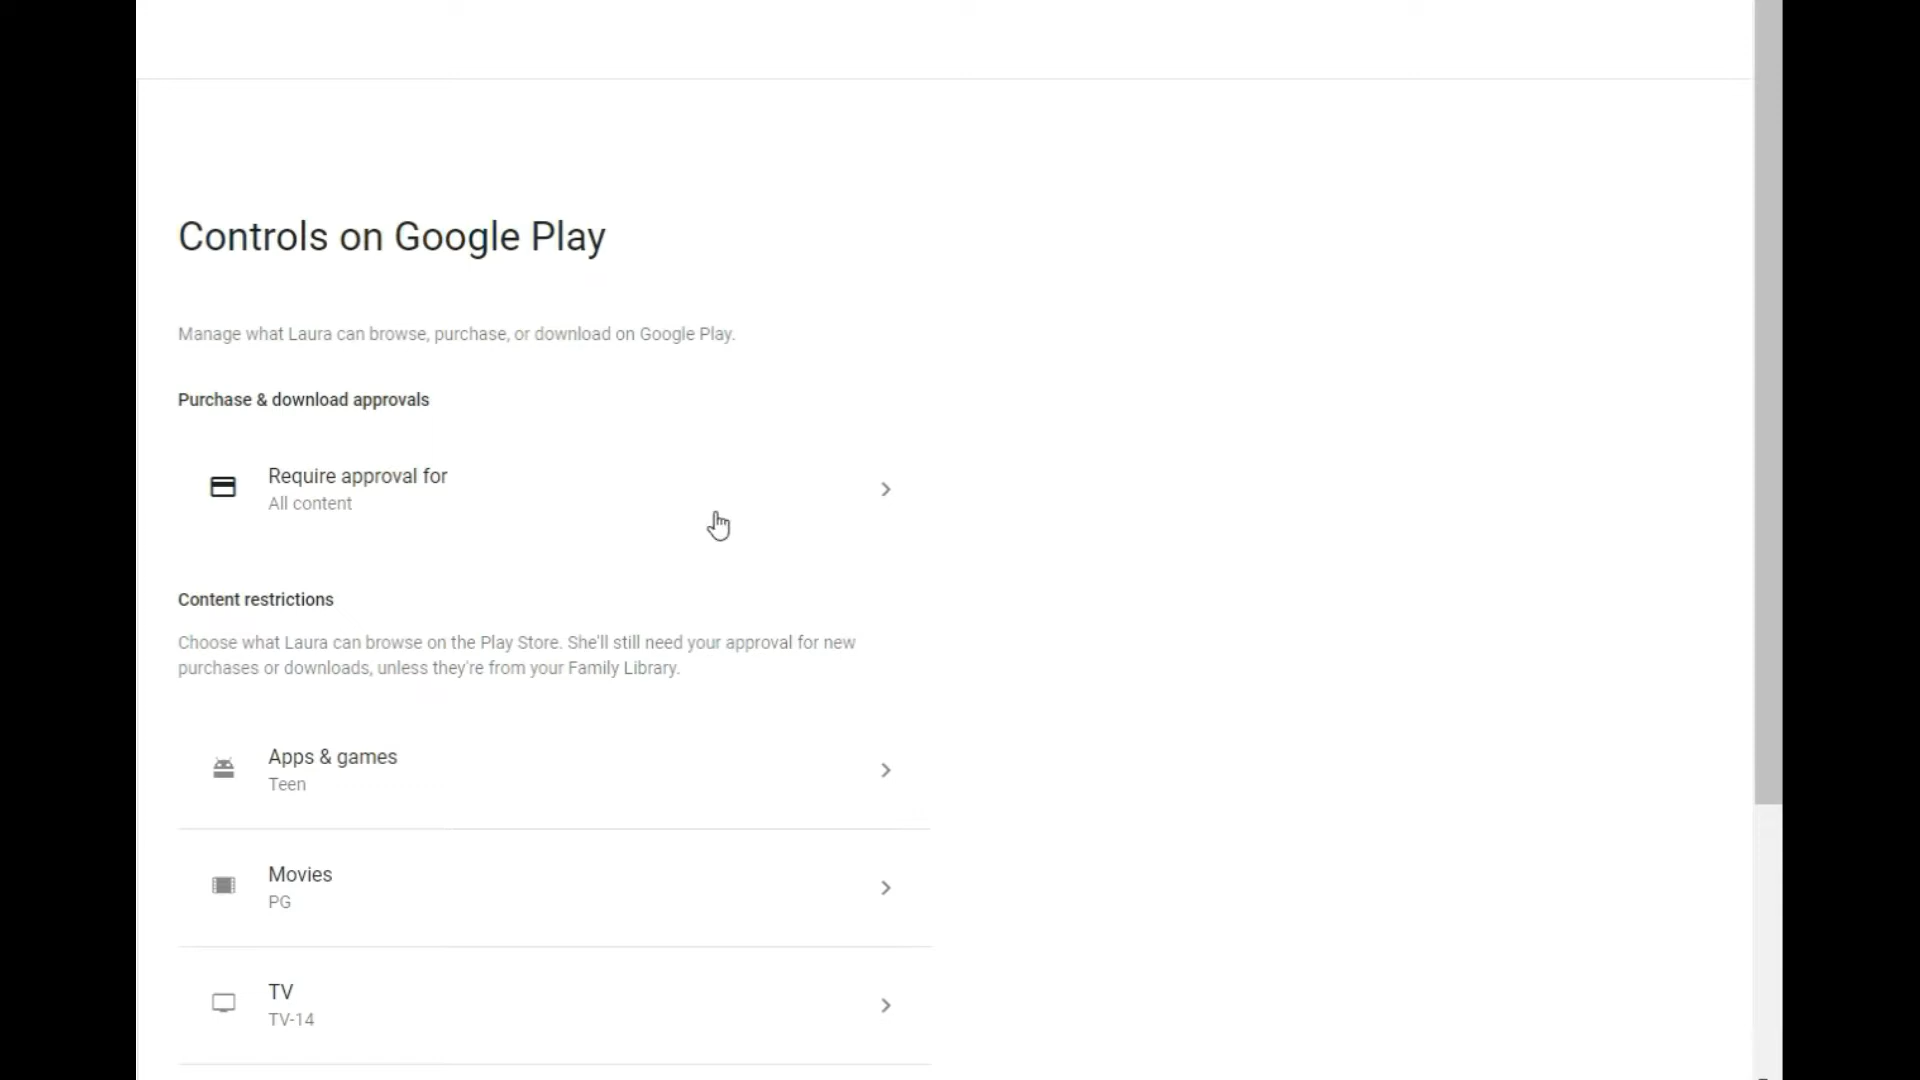 Controls on Google Play
Manage what Laura can browse, purchase, or download on Google Play.
Purchase & download approvals
Require approval for
All content
Content restrictions
Choose what Laura can browse on the Play Store. She'll still need your approval for new
purchases or downloads, unless they're from your Family Library.
Apps & games
Teen
Movies
PG
TV
TV-14